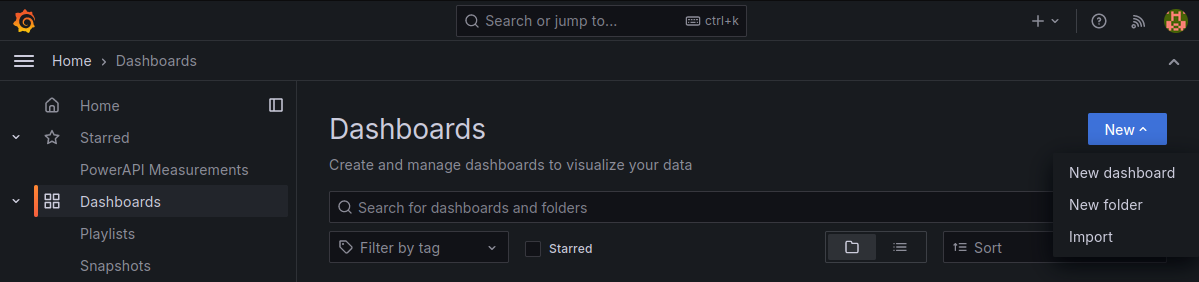 Search or jump to... ctrl+k
Home › Dashboards
Home
Starred
PowerAPI Measurements
Dashboards
Playlists
Snapshots
Dashboards
New
Create and manage dashboards to visualize your data
New dashboard
New folder
Import
Search for dashboards and folders
Filter by tag
Starred
Sort